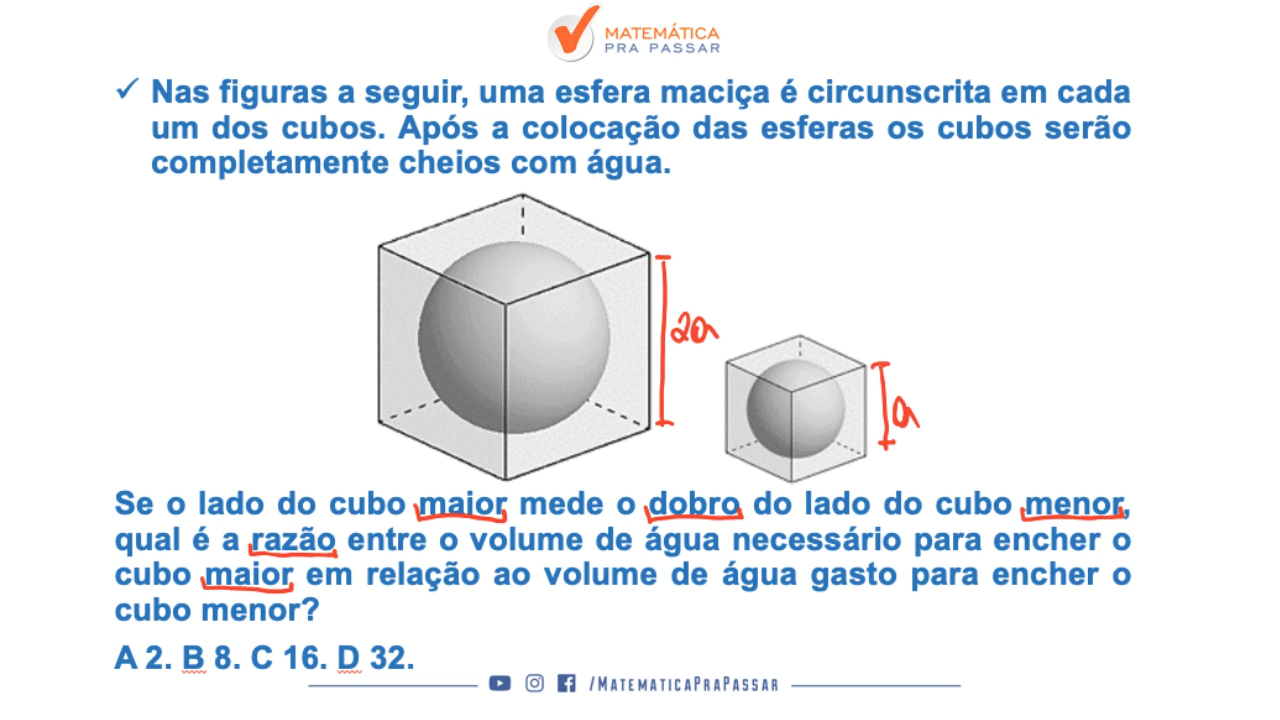 MATEMÁTICA
PRA PASSAR
✓ Nas figuras a seguir, uma esfera maciça é circunscrita em cada
um dos cubos. Após a colocação das esferas os cubos serão
completamente cheios com água.
2a
a
Se o lado do cubo maior mede o dobro do lado do cubo menor,
qual é a razão entre o volume de água necessário para encher o
cubo maior em relação ao volume de água gasto para encher o
cubo menor?
A 2. B 8. C 16. D 32.
/MATEMATICAPRAPASSAR